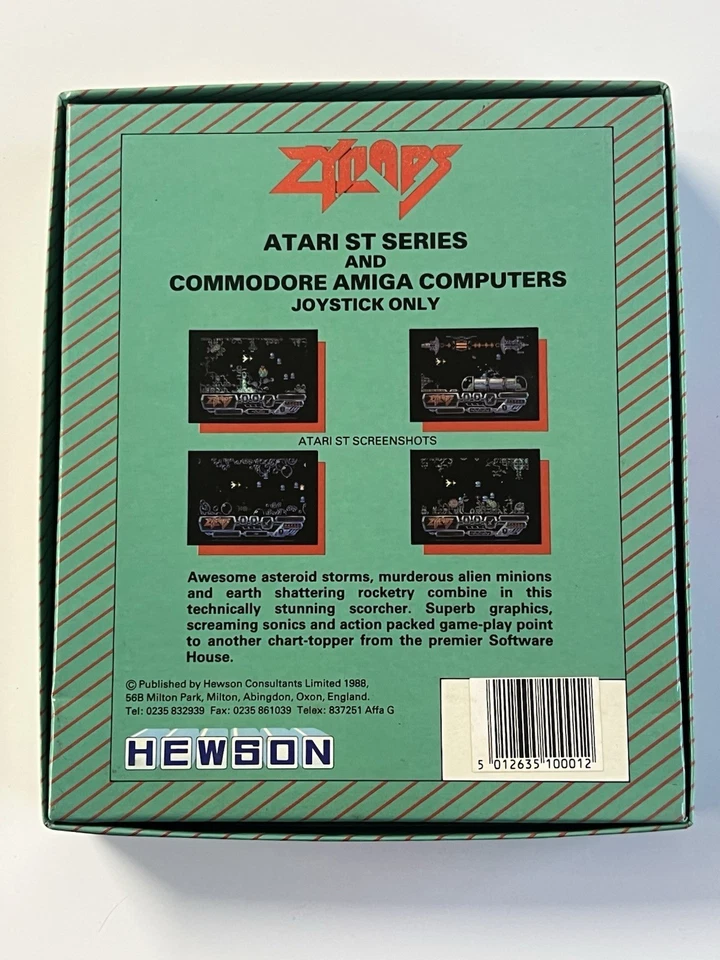 ZYNAPS
ATARI ST SERIES
AND
COMMODORE AMIGA COMPUTERS
JOYSTICK ONLY
ATARI ST SCREENSHOTS
Awesome asteroid storms, murderous alien minions
and earth shattering rocketry combine in this
technically stunning scorcher. Superb graphics,
screaming sonics and action packed game-play point
to another chart-topper from the premier Software
House.
© Published by Hewson Consultants Limited 1988,
56B Milton Park, Milton, Abingdon, Oxon, England.
Tel: 0235 832939 Fax: 0235 861039 Telex: 837251 Affa G
HEWSON
5 012635 100012